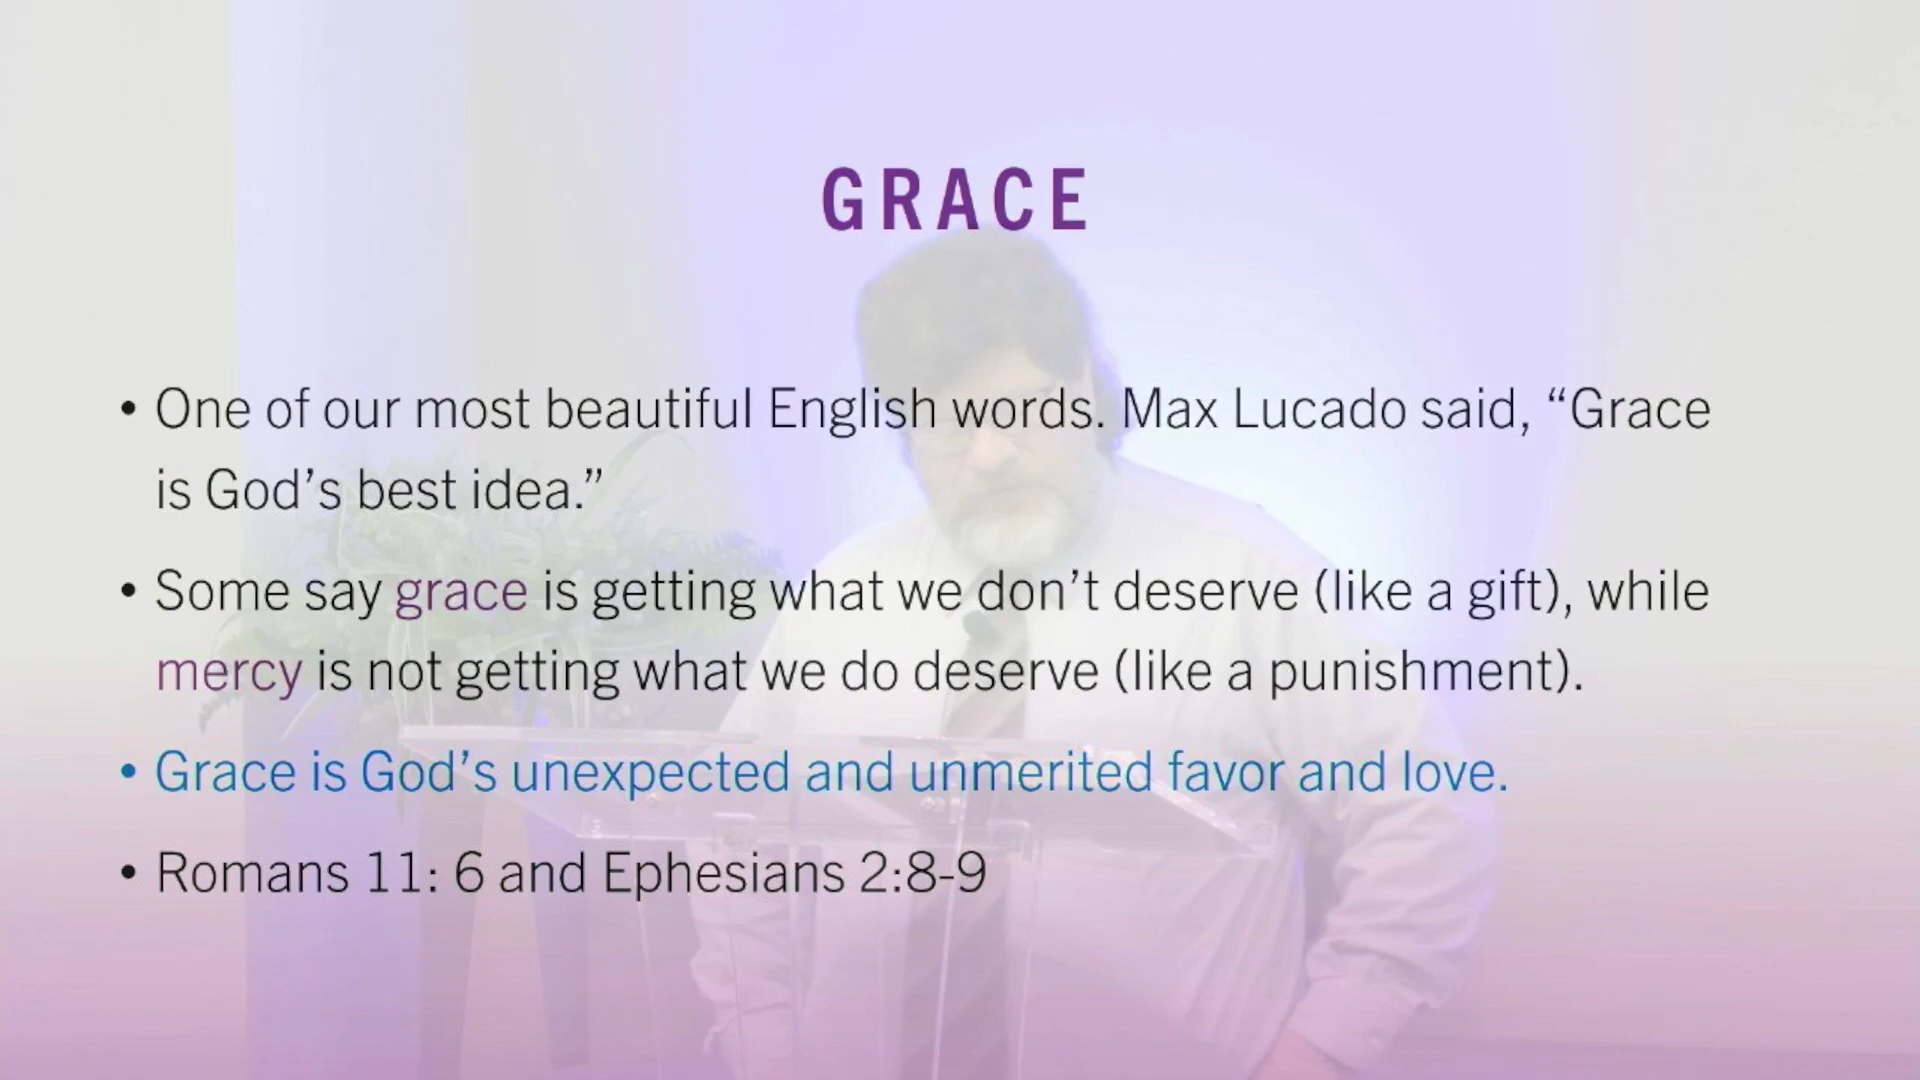 GRACE
• One of our most beautiful English words. Max Lucado said, “Grace
is God’s best idea.”
• Some say grace is getting what we don’t deserve (like a gift), while
mercy is not getting what we do deserve (like a punishment).
• Grace is God’s unexpected and unmerited favor and love.
• Romans 11: 6 and Ephesians 2:8-9